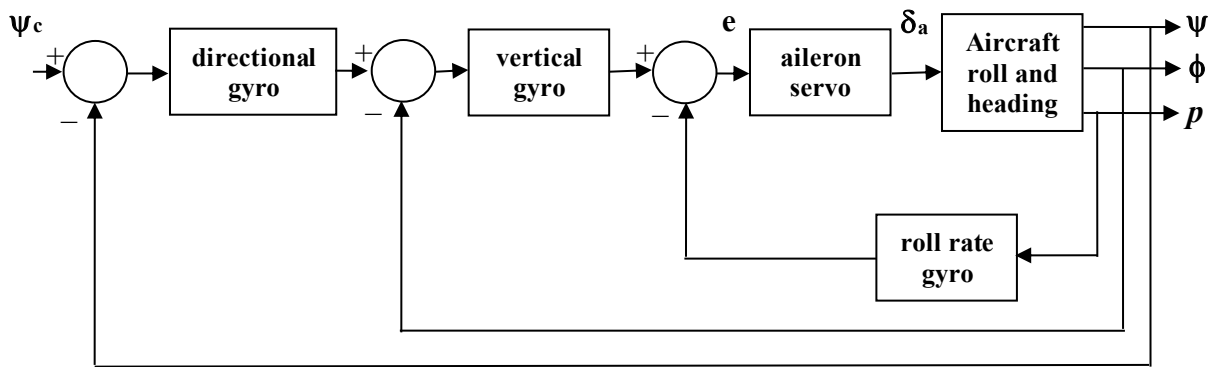 ψc
+
−
directional
gyro
+
−
vertical
gyro
+
−
e
aileron
servo
δa
Aircraft
roll and
heading
ψ
ϕ
p
roll rate
gyro